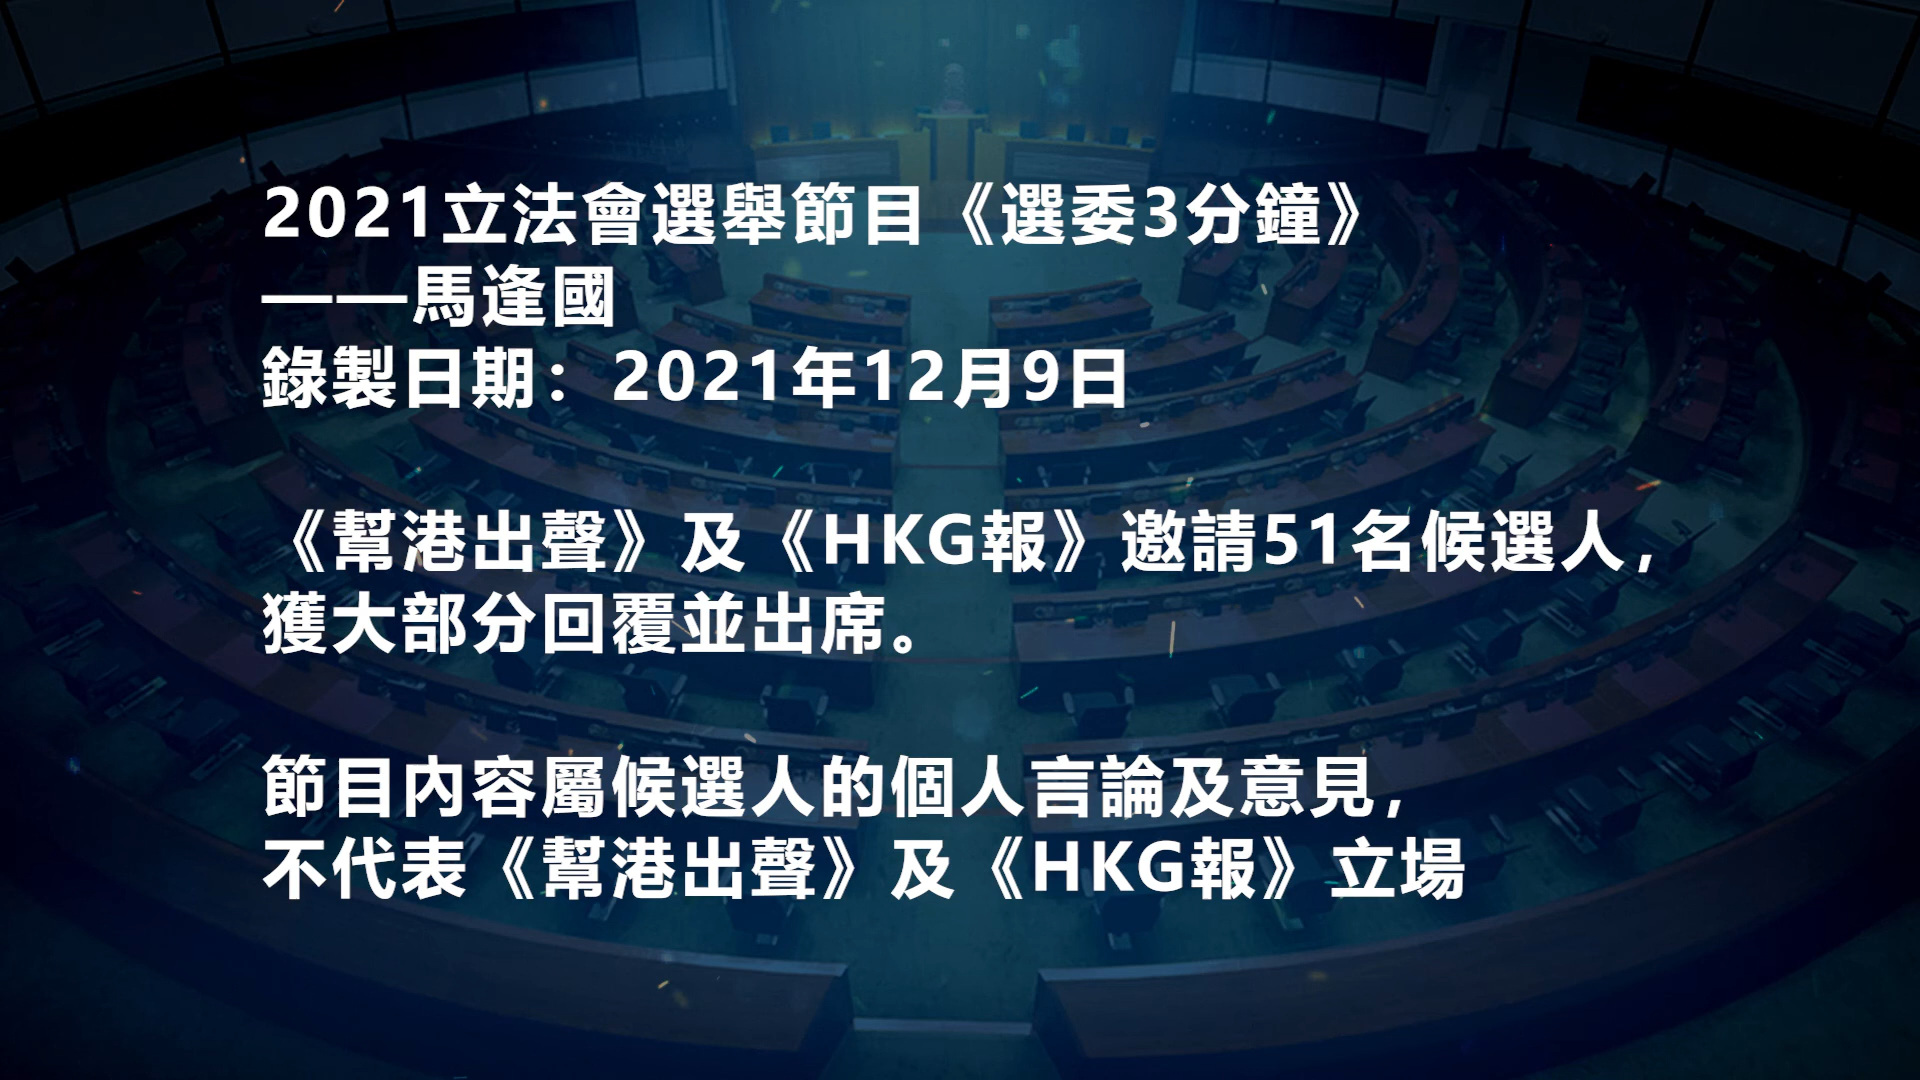 2021立法會選舉節目《選委3分鐘》
——馬逢國
錄製日期：2021年12月9日
《幫港出聲》及《HKG報》邀請51名候選人，
獲大部分回覆並出席。
節目內容屬候選人的個人言論及意見，
不代表《幫港出聲》及《HKG報》立場